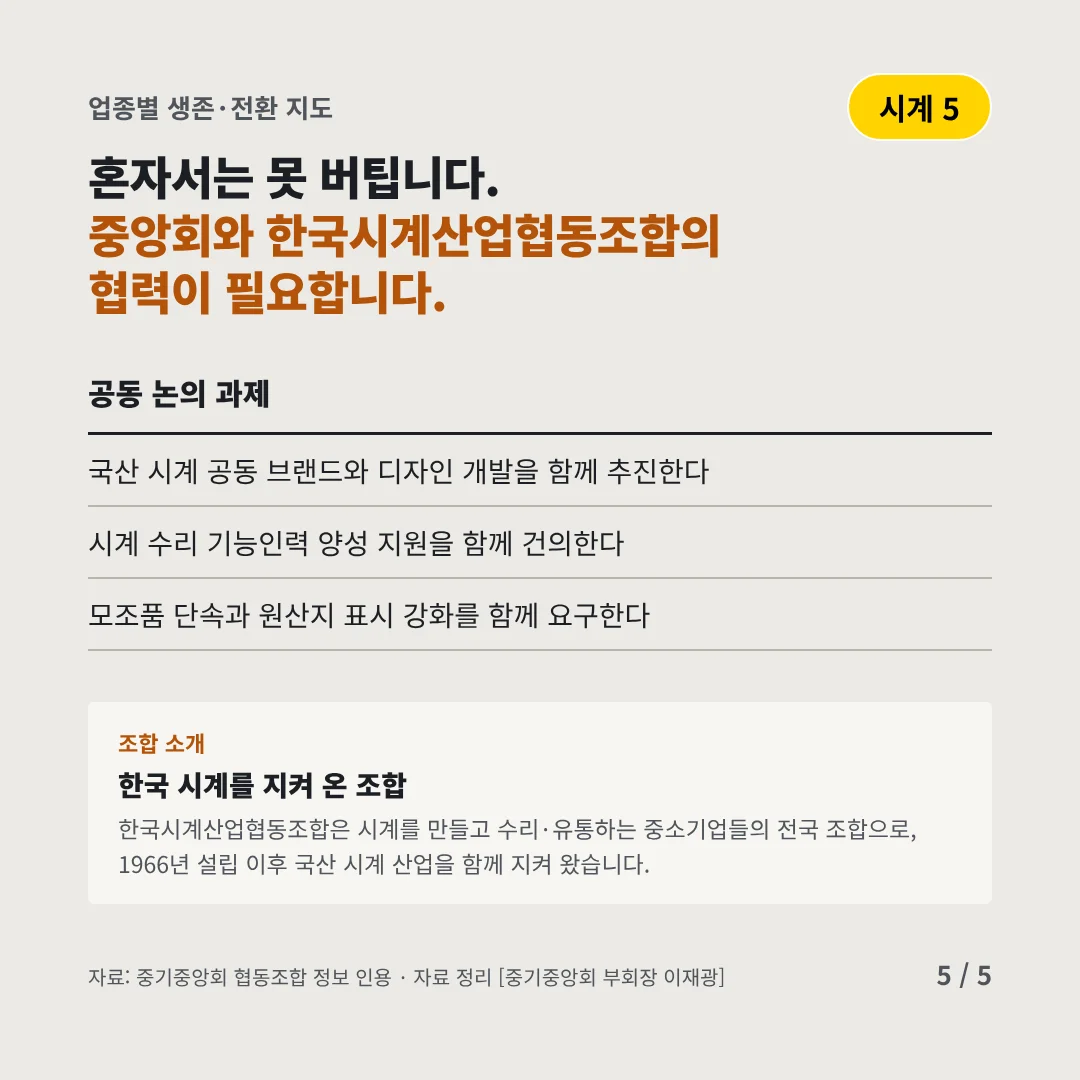 업종별 생존·전환 지도
시계 5
혼자서는 못 버팁니다.
중앙회와 한국시계산업협동조합의
협력이 필요합니다.
공동 논의 과제
국산 시계 공동 브랜드와 디자인 개발을 함께 추진한다
시계 수리 기능인력 양성 지원을 함께 건의한다
모조품 단속과 원산지 표시 강화를 함께 요구한다
조합 소개
한국 시계를 지켜 온 조합
한국시계산업협동조합은 시계를 만들고 수리·유통하는 중소기업들의 전국 조합으로,
1966년 설립 이후 국산 시계 산업을 함께 지켜 왔습니다.
자료: 중기중앙회 협동조합 정보 인용 · 자료 정리 [중기중앙회 부회장 이재광]
5 / 5